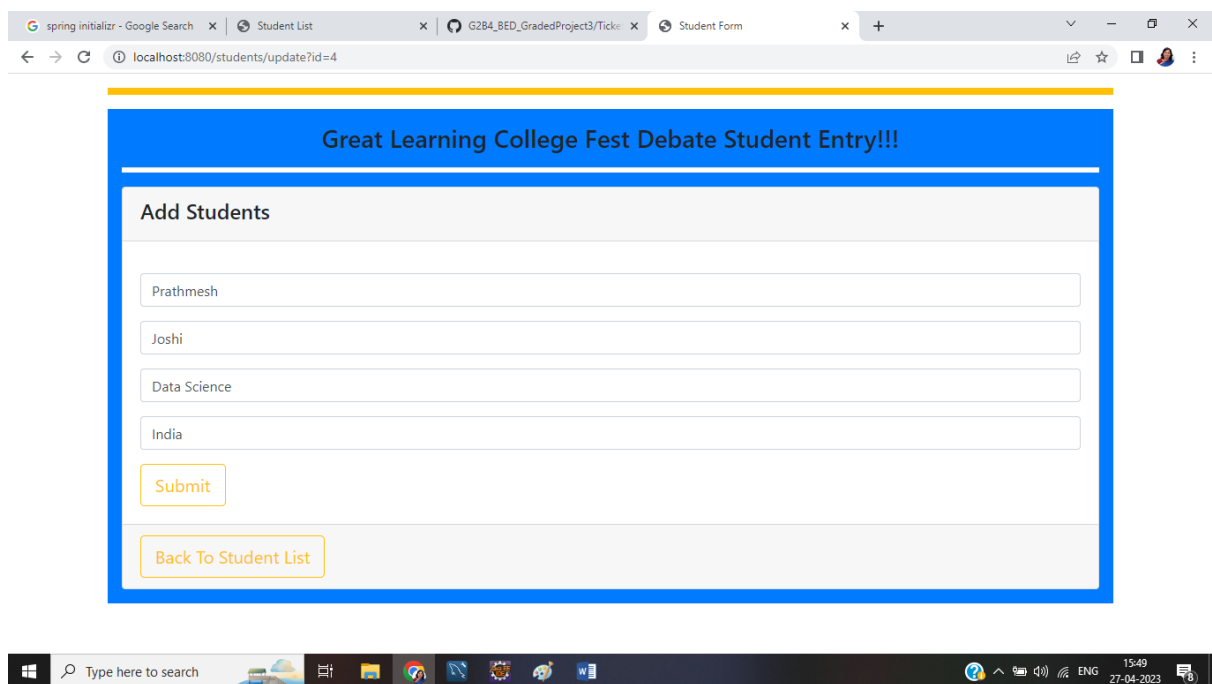 spring initializr - Google Search
Student List
G2B4_BED_GradedProject3/Ticke
Student Form
localhost:8080/students/update?id=4
Great Learning College Fest Debate Student Entry!!!
Add Students
Prathmesh
Joshi
Data Science
India
Submit
Back To Student List
Type here to search
ENG
15:49
27-04-2023
8